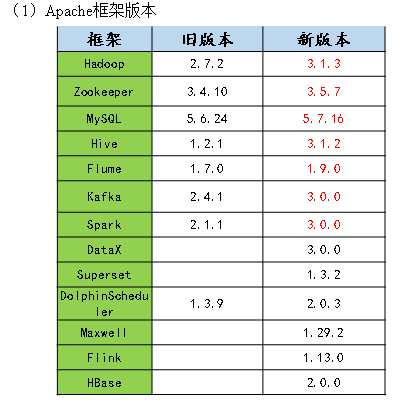 （1）Apache框架版本
框架 旧版本 新版本
Hadoop 2.7.2 3.1.3
Zookeeper 3.4.10 3.5.7
MySQL 5.6.24 5.7.16
Hive 1.2.1 3.1.2
Flume 1.7.0 1.9.0
Kafka 2.4.1 3.0.0
Spark 2.1.1 3.0.0
DataX 3.0.0
Superset 1.3.2
DolphinSchedu
ler 1.3.9 2.0.3
Maxwell 1.29.2
Flink 1.13.0
HBase 2.0.0